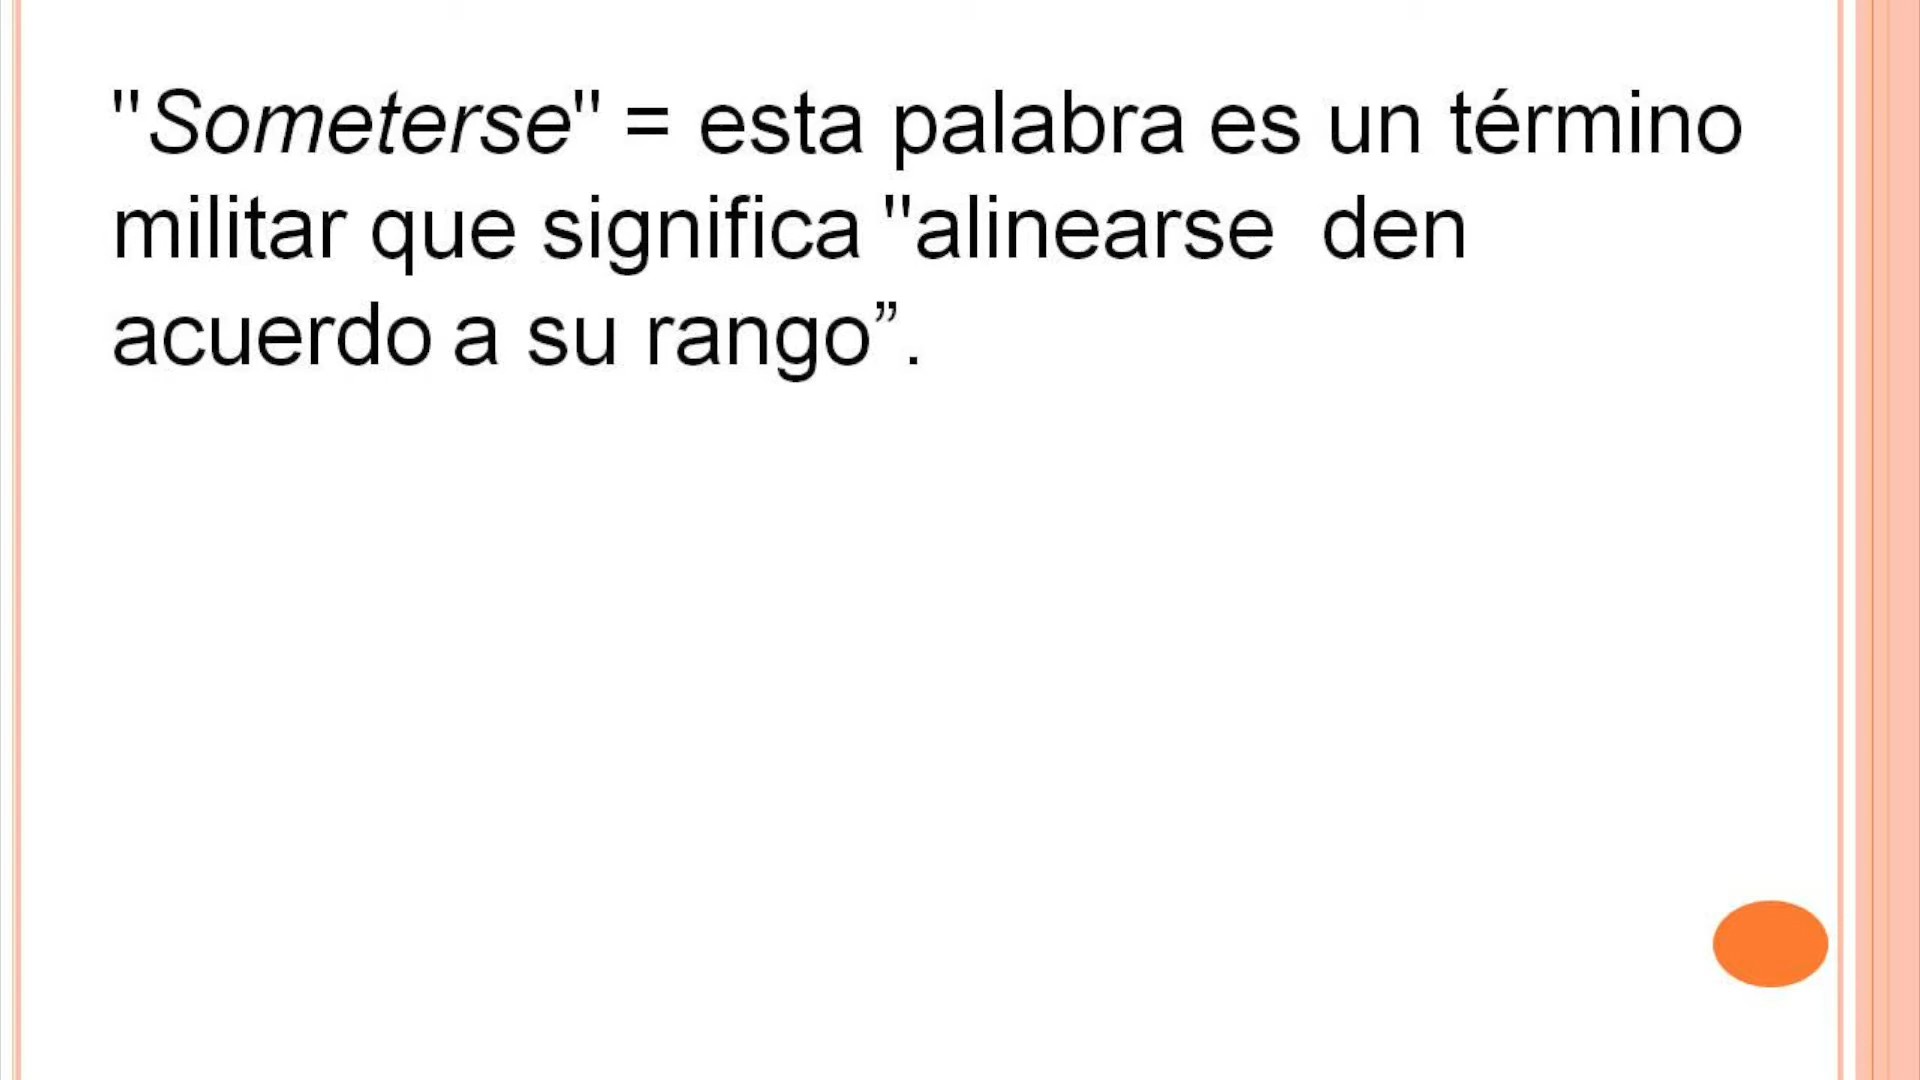 "Someterse" = esta palabra es un término
militar que significa "alinearse  den
acuerdo a su rango”.